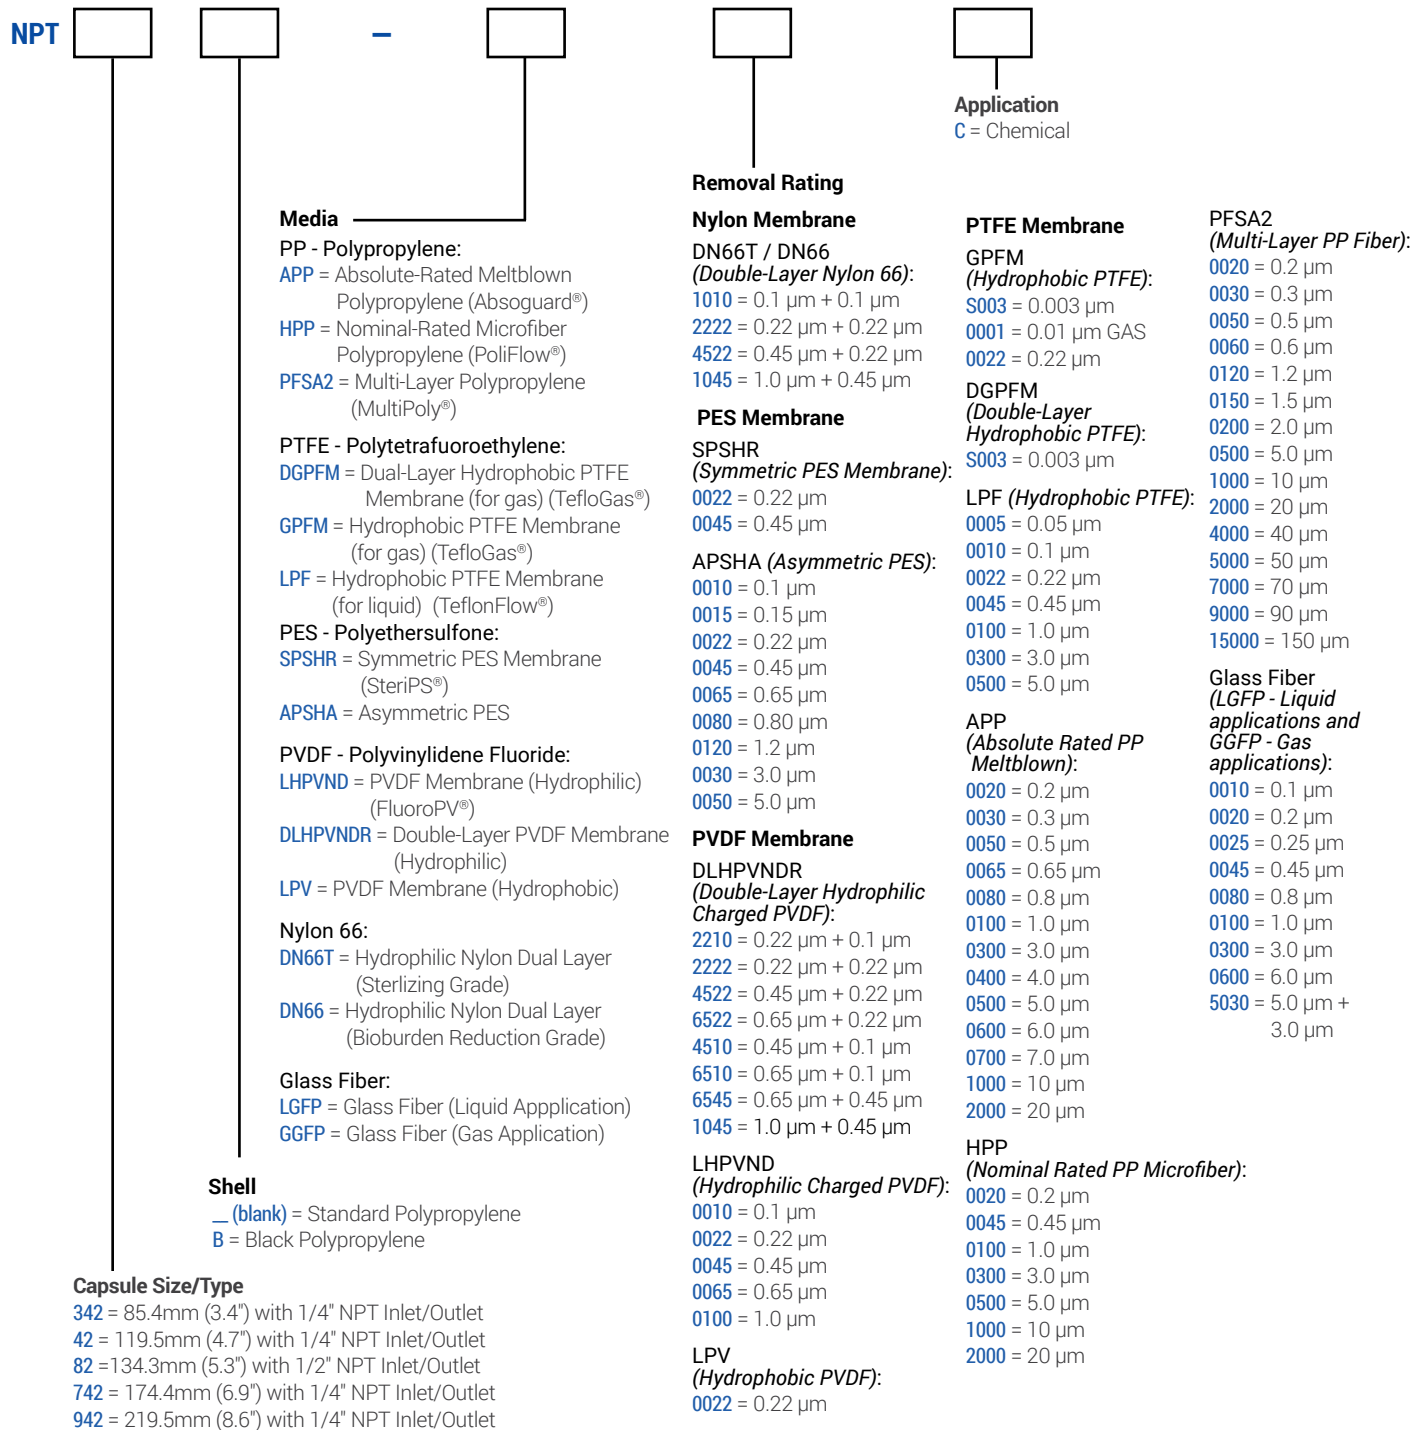 NPT –
Application
C = Chemical
Media
PP - Polypropylene:
APP = Absolute-Rated Meltblown
Polypropylene (Absoguard®)
HPP = Nominal-Rated Microfiber
Polypropylene (PoliFlow®)
PFSA2 = Multi-Layer Polypropylene
(MultiPoly®)
PTFE - Polytetrafuoroethylene:
DGPFM = Dual-Layer Hydrophobic PTFE
Membrane (for gas) (TefloGas®)
GPFM = Hydrophobic PTFE Membrane
(for gas) (TefloGas®)
LPF = Hydrophobic PTFE Membrane
(for liquid) (TeflonFlow®)
PES - Polyethersulfone:
SPSHR = Symmetric PES Membrane
(SteriPS®)
APSHA = Asymmetric PES
PVDF - Polyvinylidene Fluoride:
LHPVND = PVDF Membrane (Hydrophilic)
(FluoroPV®)
DLHPVNDR = Double-Layer PVDF Membrane
(Hydrophilic)
LPV = PVDF Membrane (Hydrophobic)
Nylon 66:
DN66T = Hydrophilic Nylon Dual Layer
(Sterlizing Grade)
DN66 = Hydrophilic Nylon Dual Layer
(Bioburden Reduction Grade)
Glass Fiber:
LGFP = Glass Fiber (Liquid Appplication)
GGFP = Glass Fiber (Gas Application)
Shell
_ (blank) = Standard Polypropylene
B = Black Polypropylene
Capsule Size/Type
342 = 85.4mm (3.4") with 1/4" NPT Inlet/Outlet
42 = 119.5mm (4.7") with 1/4" NPT Inlet/Outlet
82 =134.3mm (5.3") with 1/2" NPT Inlet/Outlet
742 = 174.4mm (6.9") with 1/4" NPT Inlet/Outlet
942 = 219.5mm (8.6") with 1/4" NPT Inlet/Outlet
Removal Rating
Nylon Membrane
DN66T / DN66
(Double-Layer Nylon 66):
1010 = 0.1 µm + 0.1 µm
2222 = 0.22 µm + 0.22 µm
4522 = 0.45 µm + 0.22 µm
1045 = 1.0 µm + 0.45 µm
PES Membrane
SPSHR
(Symmetric PES Membrane):
0022 = 0.22 µm
0045 = 0.45 µm
APSHA (Asymmetric PES):
0010 = 0.1 µm
0015 = 0.15 µm
0022 = 0.22 µm
0045 = 0.45 µm
0065 = 0.65 µm
0080 = 0.80 µm
0120 = 1.2 µm
0030 = 3.0 µm
0050 = 5.0 µm
PVDF Membrane
DLHPVNDR
(Double-Layer Hydrophilic
Charged PVDF):
2210 = 0.22 µm + 0.1 µm
2222 = 0.22 µm + 0.22 µm
4522 = 0.45 µm + 0.22 µm
6522 = 0.65 µm + 0.22 µm
4510 = 0.45 µm + 0.1 µm
6510 = 0.65 µm + 0.1 µm
6545 = 0.65 µm + 0.45 µm
1045 = 1.0 µm + 0.45 µm
LHPVND
(Hydrophilic Charged PVDF):
0010 = 0.1 µm
0022 = 0.22 µm
0045 = 0.45 µm
0065 = 0.65 µm
0100 = 1.0 µm
LPV
(Hydrophobic PVDF):
0022 = 0.22 µm
PTFE Membrane
GPFM
(Hydrophobic PTFE):
S003 = 0.003 µm
0001 = 0.01 µm GAS
0022 = 0.22 µm
DGPFM
(Double-Layer
Hydrophobic PTFE):
S003 = 0.003 µm
LPF (Hydrophobic PTFE):
0005 = 0.05 µm
0010 = 0.1 µm
0022 = 0.22 µm
0045 = 0.45 µm
0100 = 1.0 µm
0300 = 3.0 µm
0500 = 5.0 µm
APP
(Absolute Rated PP
Meltblown):
0020 = 0.2 µm
0030 = 0.3 µm
0050 = 0.5 µm
0065 = 0.65 µm
0080 = 0.8 µm
0100 = 1.0 µm
0300 = 3.0 µm
0400 = 4.0 µm
0500 = 5.0 µm
0600 = 6.0 µm
0700 = 7.0 µm
1000 = 10 µm
2000 = 20 µm
HPP
(Nominal Rated PP Microfiber):
0020 = 0.2 µm
0045 = 0.45 µm
0100 = 1.0 µm
0300 = 3.0 µm
0500 = 5.0 µm
1000 = 10 µm
2000 = 20 µm
PFSA2
(Multi-Layer PP Fiber):
0020 = 0.2 µm
0030 = 0.3 µm
0050 = 0.5 µm
0060 = 0.6 µm
0120 = 1.2 µm
0150 = 1.5 µm
0200 = 2.0 µm
0500 = 5.0 µm
1000 = 10 µm
2000 = 20 µm
4000 = 40 µm
5000 = 50 µm
7000 = 70 µm
9000 = 90 µm
15000 = 150 µm
Glass Fiber
(LGFP - Liquid
applications and
GGFP - Gas
applications):
0010 = 0.1 µm
0020 = 0.2 µm
0025 = 0.25 µm
0045 = 0.45 µm
0080 = 0.8 µm
0100 = 1.0 µm
0300 = 3.0 µm
0600 = 6.0 µm
5030 = 5.0 µm +
3.0 µm